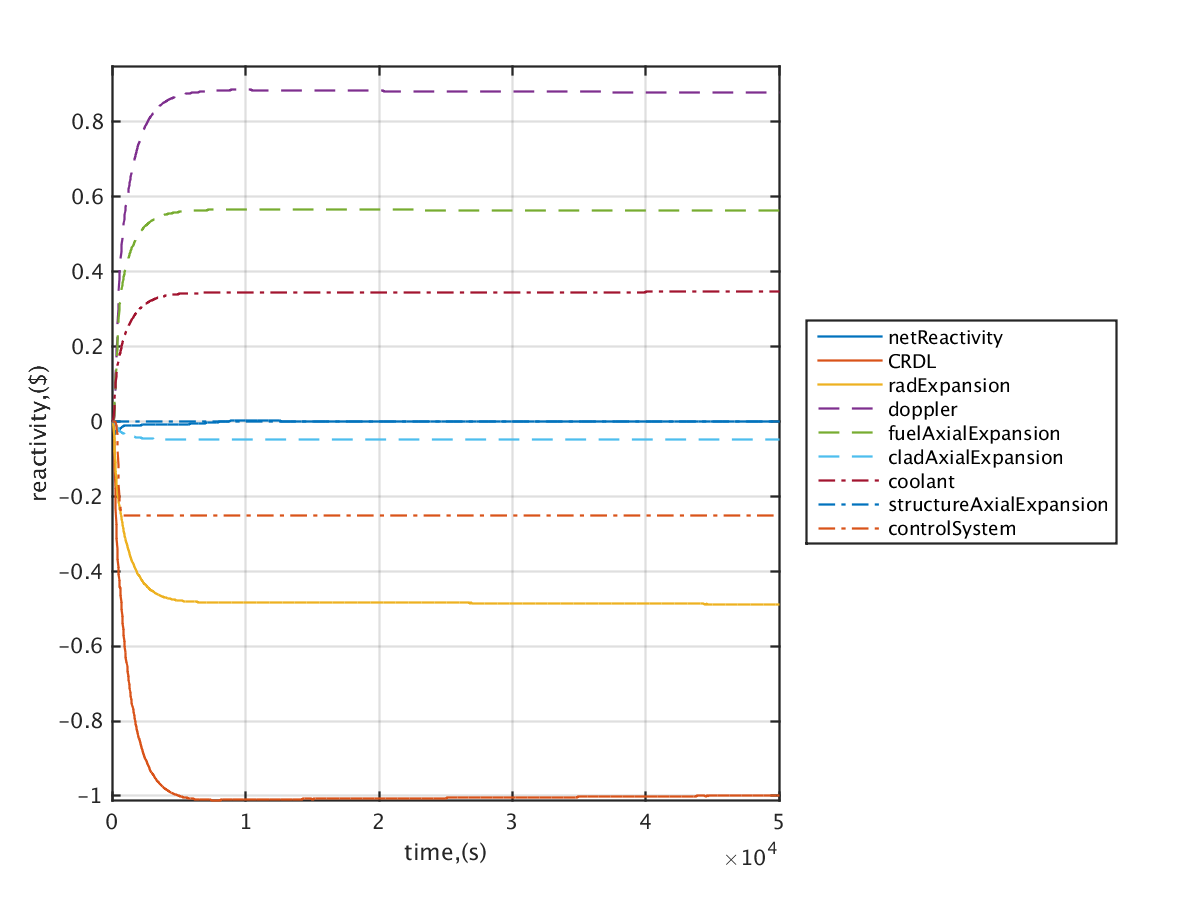 0.8
0.6
0.4
0.2
0
−0.2
−0.4
−0.6
−0.8
−1
reactivity,($)
0 1 2 3 4 5
time,(s)
×10^4
netReactivity
CRDL
radExpansion
doppler
fuelAxialExpansion
cladAxialExpansion
coolant
structureAxialExpansion
controlSystem